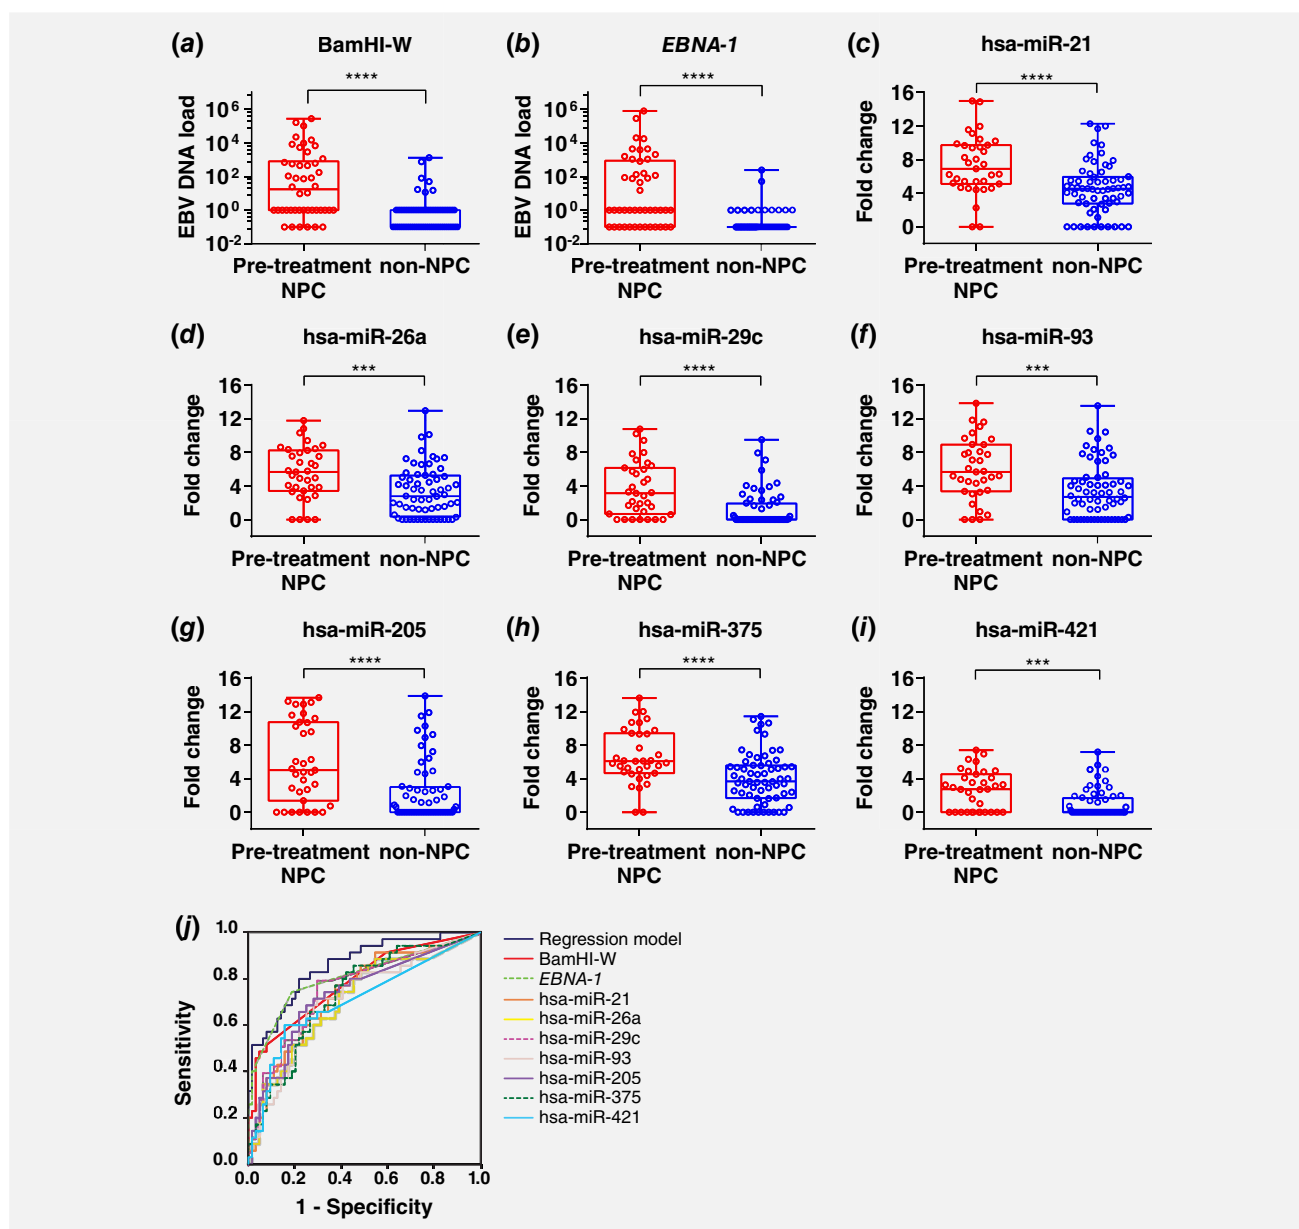 (a) BamHI-W
****
EBV DNA load
10^6
10^4
10^2
10^0
10^-2
Pre-treatment NPC
non-NPC
(b) EBNA-1
****
EBV DNA load
10^6
10^4
10^2
10^0
10^-2
Pre-treatment NPC
non-NPC
(c) hsa-miR-21
****
Fold change
16
12
8
4
0
Pre-treatment NPC
non-NPC
(d) hsa-miR-26a
***
Fold change
16
12
8
4
0
Pre-treatment NPC
non-NPC
(e) hsa-miR-29c
****
Fold change
16
12
8
4
0
Pre-treatment NPC
non-NPC
(f) hsa-miR-93
***
Fold change
16
12
8
4
0
Pre-treatment NPC
non-NPC
(g) hsa-miR-205
****
Fold change
16
12
8
4
0
Pre-treatment NPC
non-NPC
(h) hsa-miR-375
****
Fold change
16
12
8
4
0
Pre-treatment NPC
non-NPC
(i) hsa-miR-421
***
Fold change
16
12
8
4
0
Pre-treatment NPC
non-NPC
(j)
Sensitivity
1.0
0.8
0.6
0.4
0.2
0.0
0.0 0.2 0.4 0.6 0.8 1.0
1 - Specificity
Regression model
BamHI-W
EBNA-1
hsa-miR-21
hsa-miR-26a
hsa-miR-29c
hsa-miR-93
hsa-miR-205
hsa-miR-375
hsa-miR-421